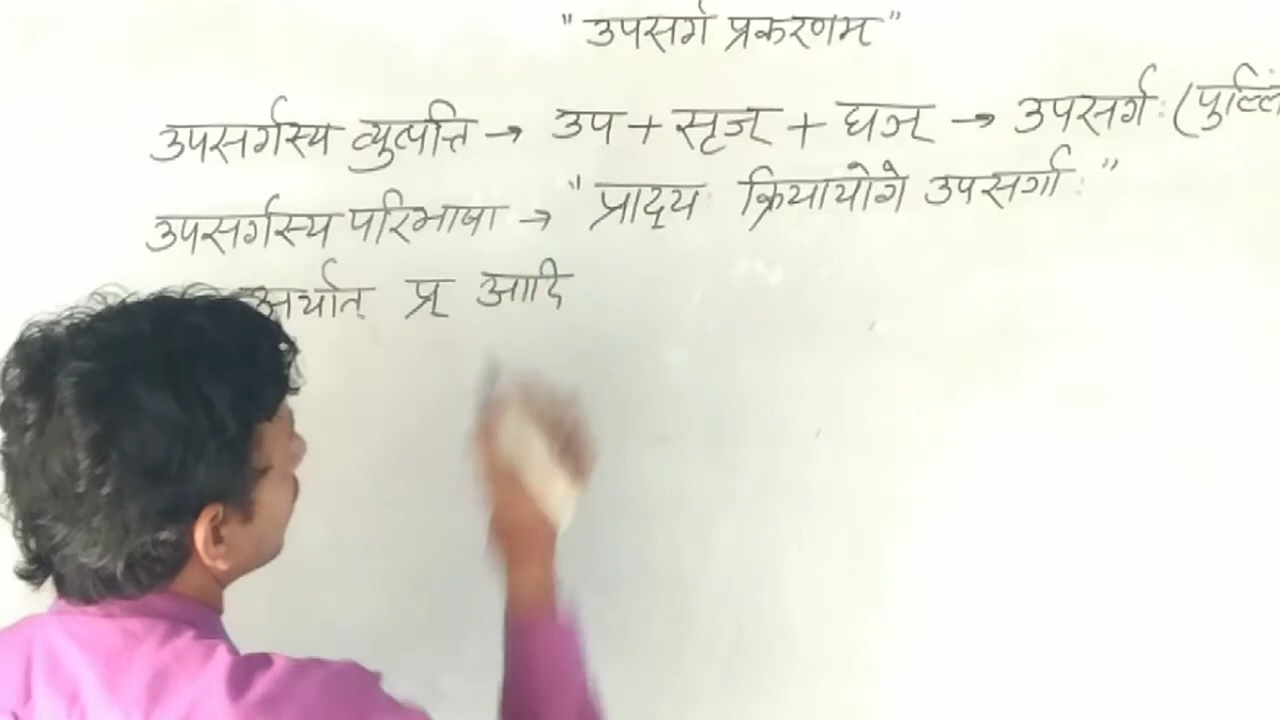 "उपसर्ग प्रकरणम"
उपसर्गस्य व्युत्पत्ति → उप + सृज् + घञ् → उपसर्गः (पुल्लिं
उपसर्गस्य परिभाषा → "प्रादयः क्रियायोगे उपसर्गाः"
अर्थात् प्र आदि